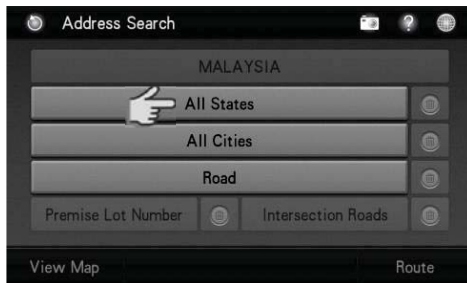 Address Search ?
MALAYSIA
All States
All Cities
Road
Premise Lot Number Intersection Roads
View Map Route